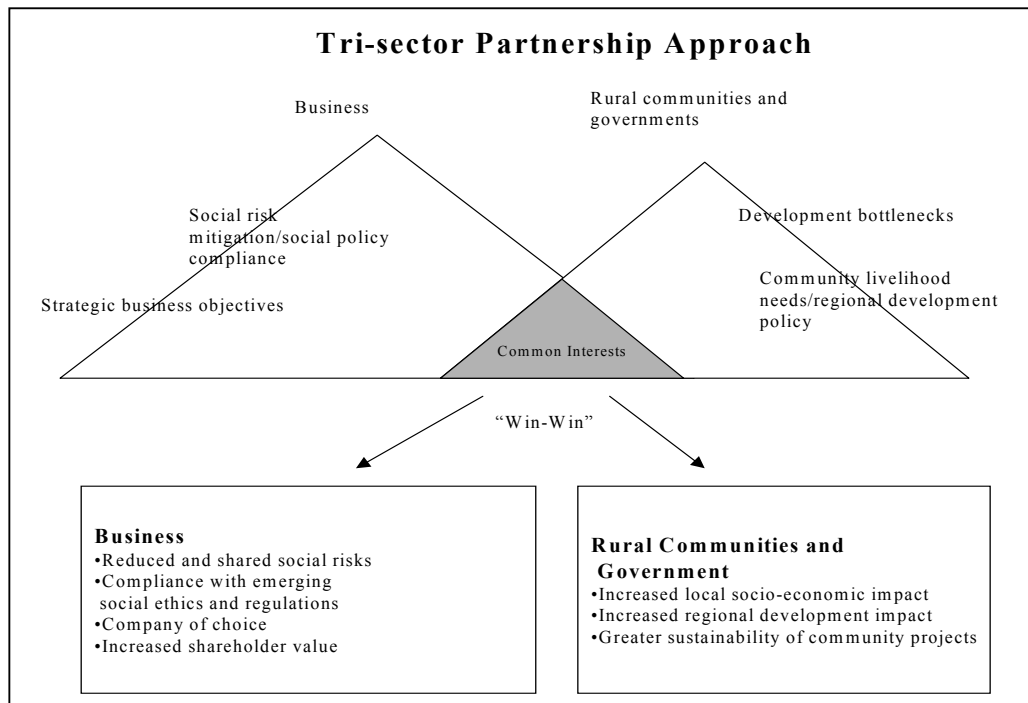 Tri-sector Partnership Approach
Business
Rural communities and
governments
Social risk
mitigation/social policy
compliance
Development bottlenecks
Strategic business objectives
Community livelihood
needs/regional development
policy
Common Interests
“Win-Win”
Business
•Reduced and shared social risks
•Compliance with emerging
social ethics and regulations
•Company of choice
•Increased shareholder value
Rural Communities and
Government
•Increased local socio-economic impact
•Increased regional development impact
•Greater sustainability of community projects